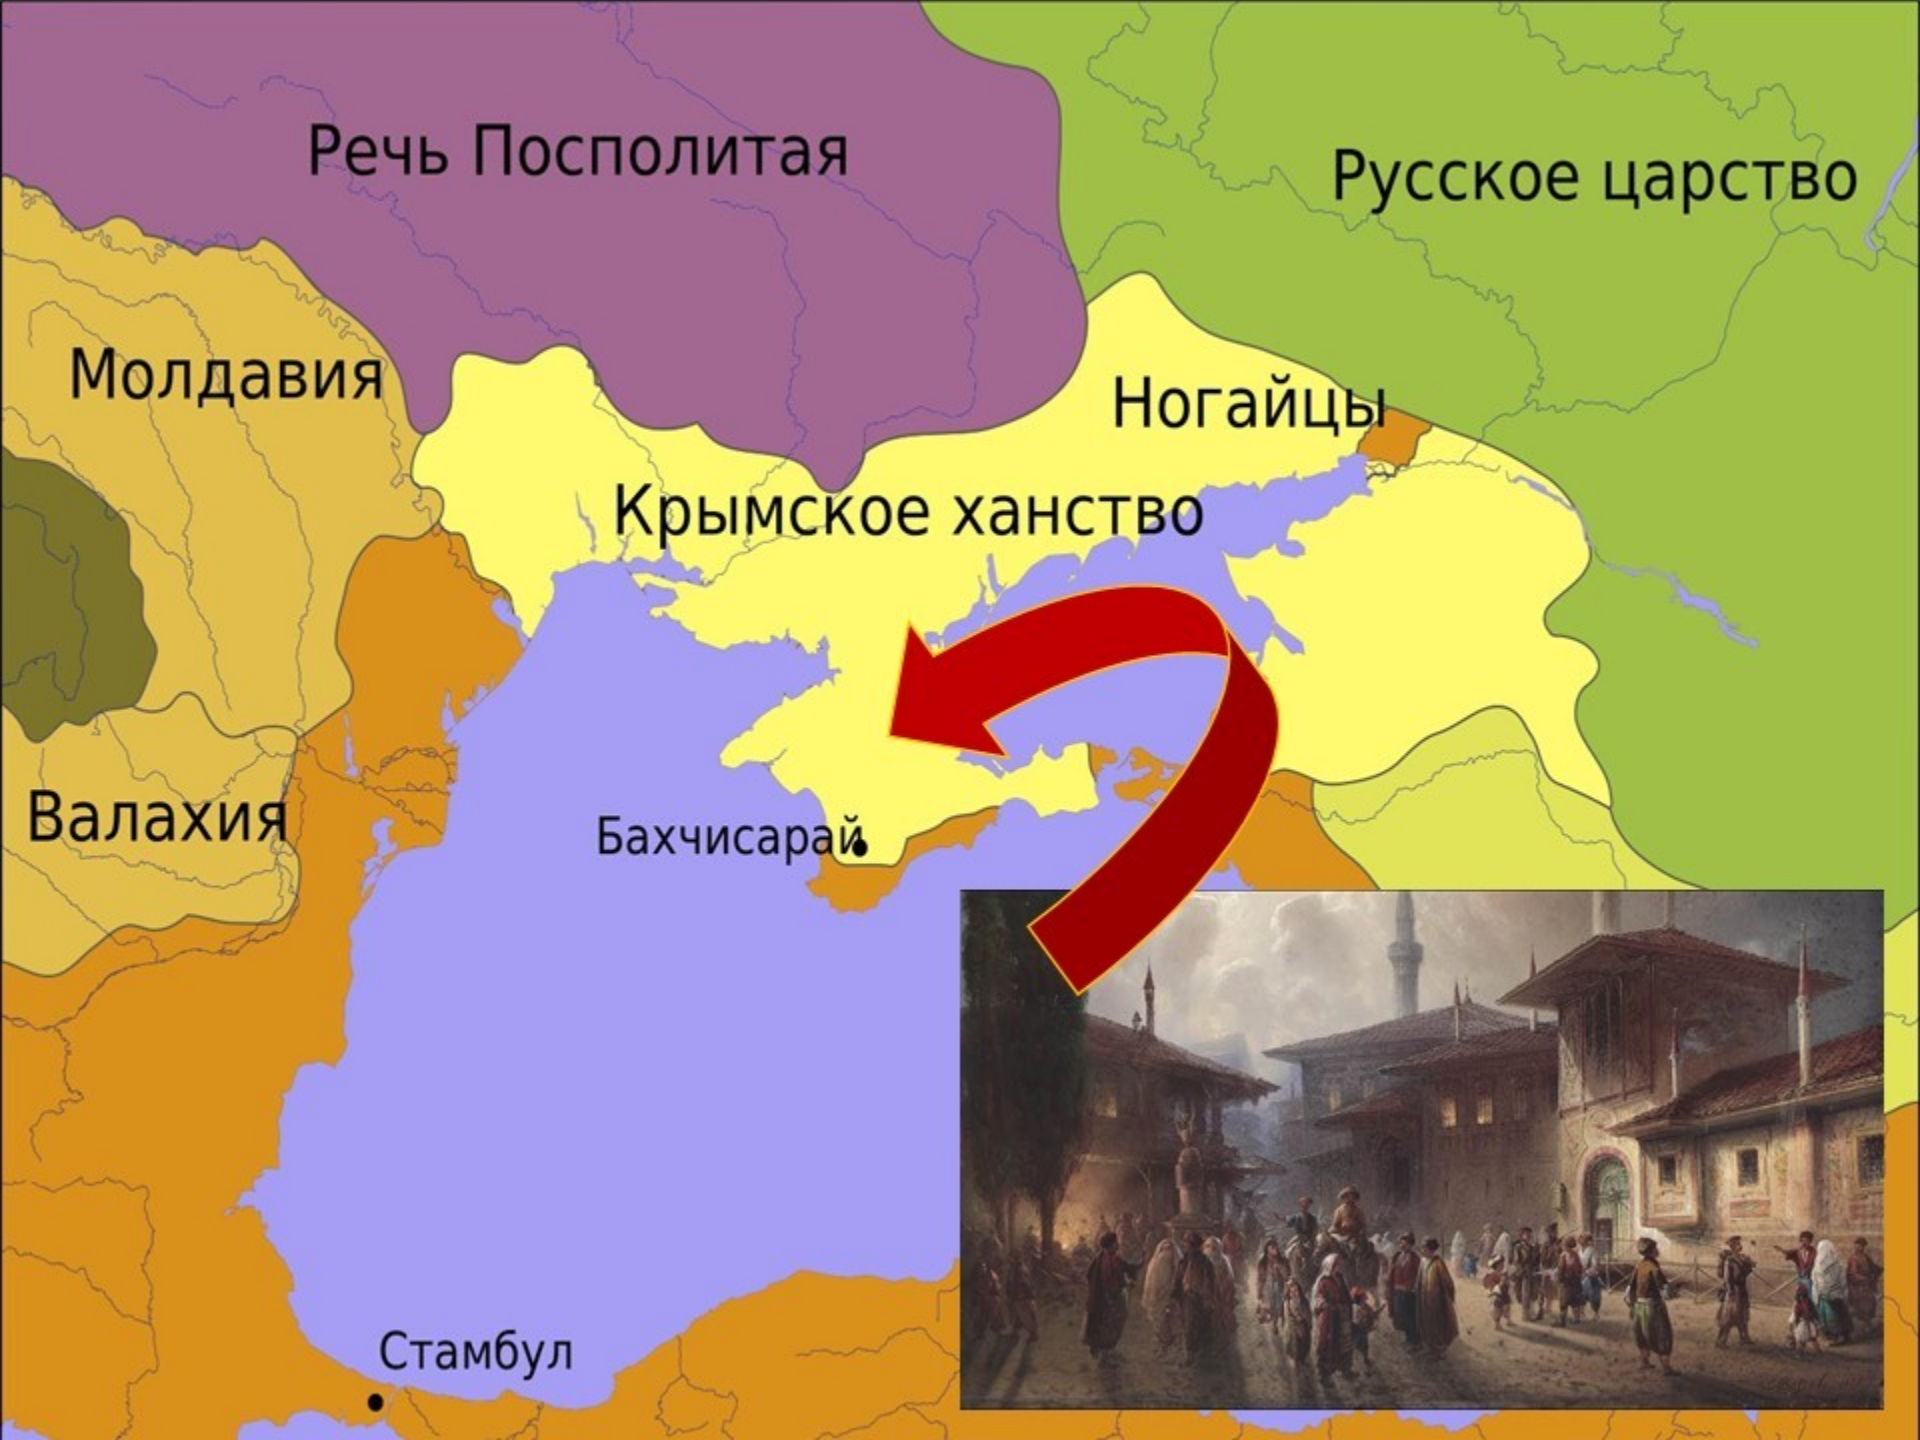 Речь Посполитая
Русское царство
Молдавия
Ногайцы
Крымское ханство
Валахия
Бахчисарай
Стамбул